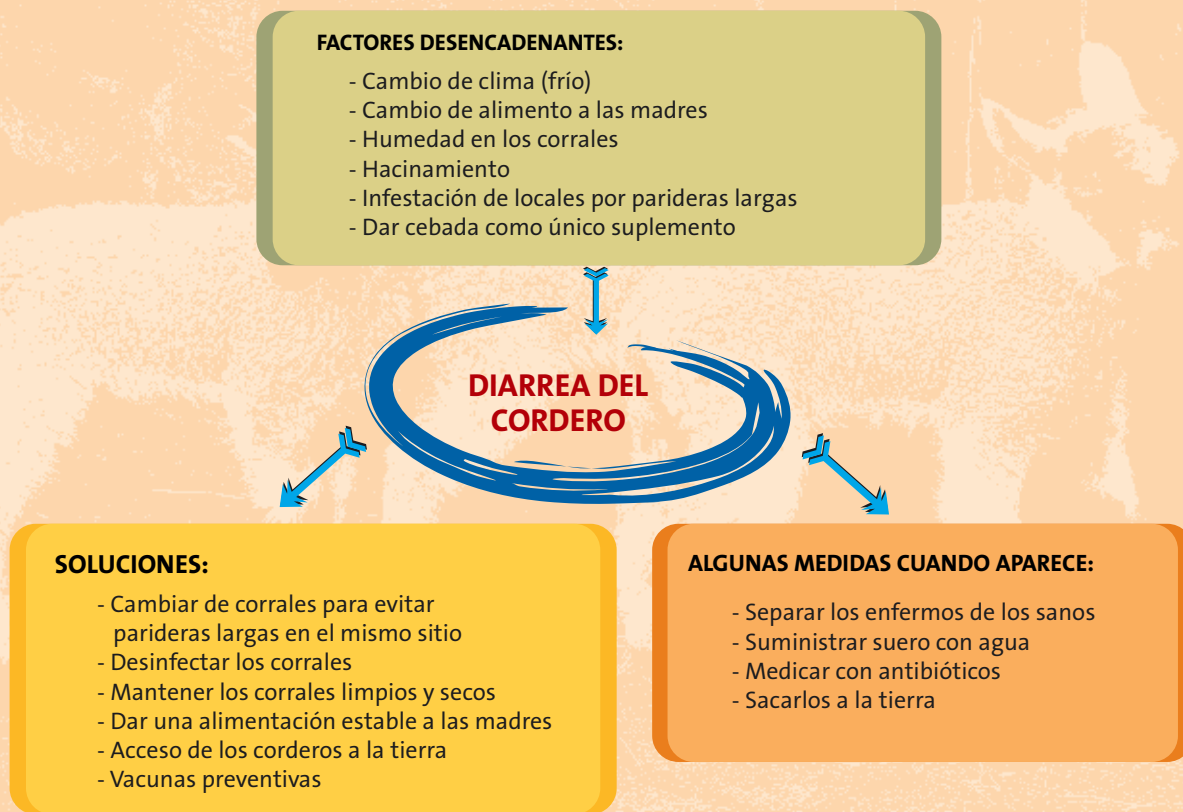 FACTORES DESENCADENANTES:
- Cambio de clima (frío)
- Cambio de alimento a las madres
- Humedad en los corrales
- Hacinamiento
- Infestación de locales por parideras largas
- Dar cebada como único suplemento
DIARREA DEL
CORDERO
SOLUCIONES:
- Cambiar de corrales para evitar
parideras largas en el mismo sitio
- Desinfectar los corrales
- Mantener los corrales limpios y secos
- Dar una alimentación estable a las madres
- Acceso de los corderos a la tierra
- Vacunas preventivas
ALGUNAS MEDIDAS CUANDO APARECE:
- Separar los enfermos de los sanos
- Suministrar suero con agua
- Medicar con antibióticos
- Sacarlos a la tierra